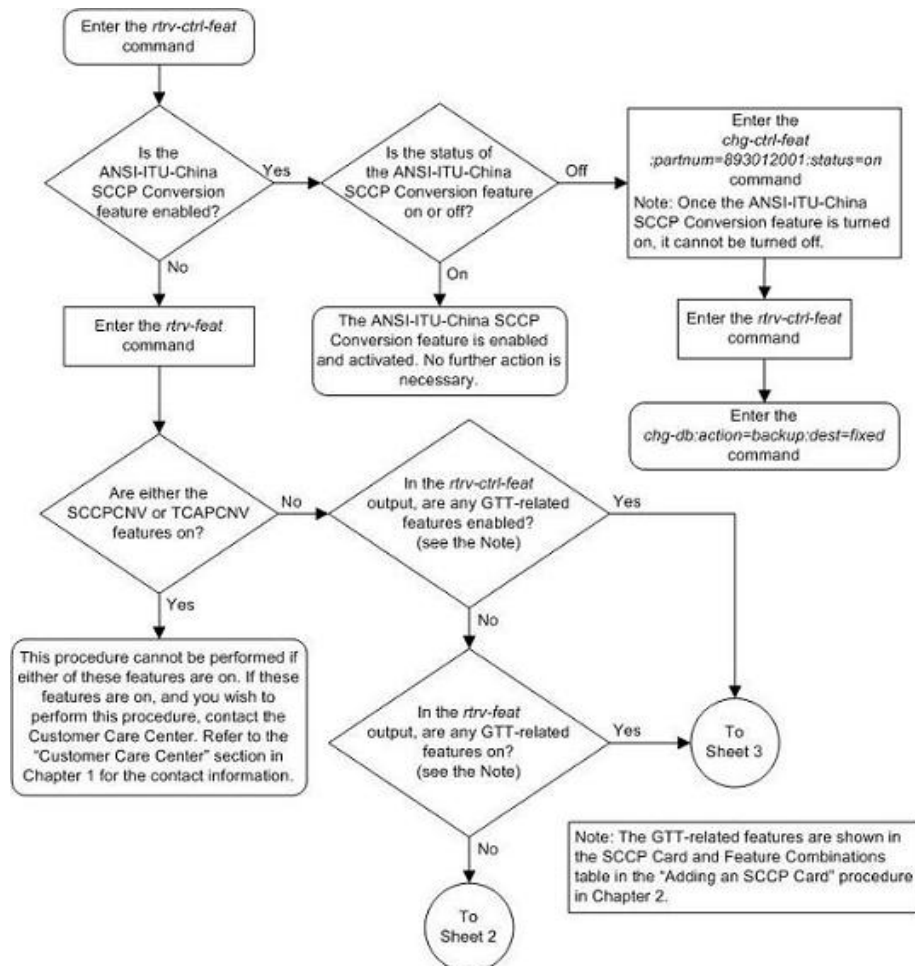 Enter the rtrv-ctrl-feat
command
Is the
ANSI-ITU-China
SCCP Conversion
feature enabled?
Yes
Is the status of
the ANSI-ITU-China
SCCP Conversion feature
on or off?
Off
Enter the
chg-ctrl-feat
:partnum=893012001:status=on
command
Note: Once the ANSI-ITU-China
SCCP Conversion feature is turned
on, it cannot be turned off.
No
On
Enter the rtrv-feat
command
The ANSI-ITU-China SCCP
Conversion feature is enabled
and activated. No further action is
necessary.
Enter the rtrv-ctrl-feat
command
Enter the
chg-db:action=backup:dest=fixed
command
Are either the
SCCPCNV or TCAPCNV
features on?
No
In the rtrv-ctrl-feat
output, are any GTT-related
features enabled?
(see the Note)
Yes
Yes
No
This procedure cannot be performed if
either of these features are on. If these
features are on, and you wish to
perform this procedure, contact the
Customer Care Center. Refer to the
“Customer Care Center” section in
Chapter 1 for the contact information.
In the rtrv-feat
output, are any GTT-related
features on?
(see the Note)
Yes
To
Sheet 3
No
To
Sheet 2
Note: The GTT-related features are shown in
the SCCP Card and Feature Combinations
table in the “Adding an SCCP Card” procedure
in Chapter 2.